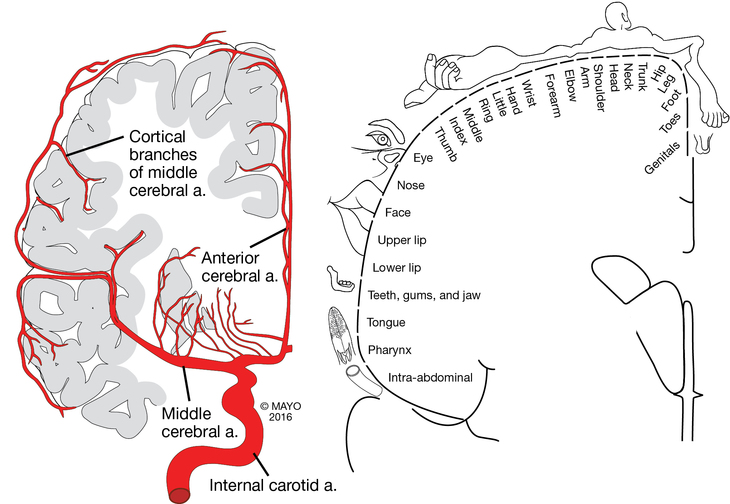 Cortical
branches
of middle
cerebral a.
Anterior
cerebral a.
© MAYO
2016
Middle
cerebral a.
Internal carotid a.
Genitals
Toes
Foot
Leg
Hip
Trunk
Neck
Head
Shoulder
Arm
Elbow
Forearm
Wrist
Hand
Little
Ring
Middle
Index
Thumb
Eye
Nose
Face
Upper lip
Lower lip
Teeth, gums, and jaw
Tongue
Pharynx
Intra-abdominal